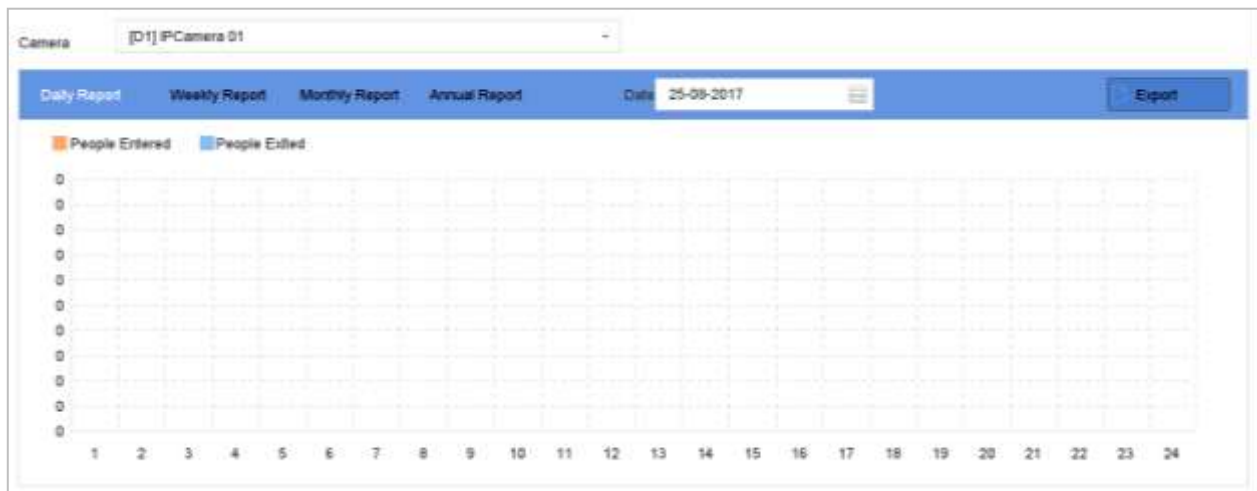 Camera [D1] IPCamera 01
Daily Report Weekly Report Monthly Report Annual Report Date 25-08-2017 Export
People Entered People Exited
0
0
0
0
0
0
0
0
0
0
0
1 2 3 4 5 6 7 8 9 10 11 12 13 14 15 16 17 18 19 20 21 22 23 24